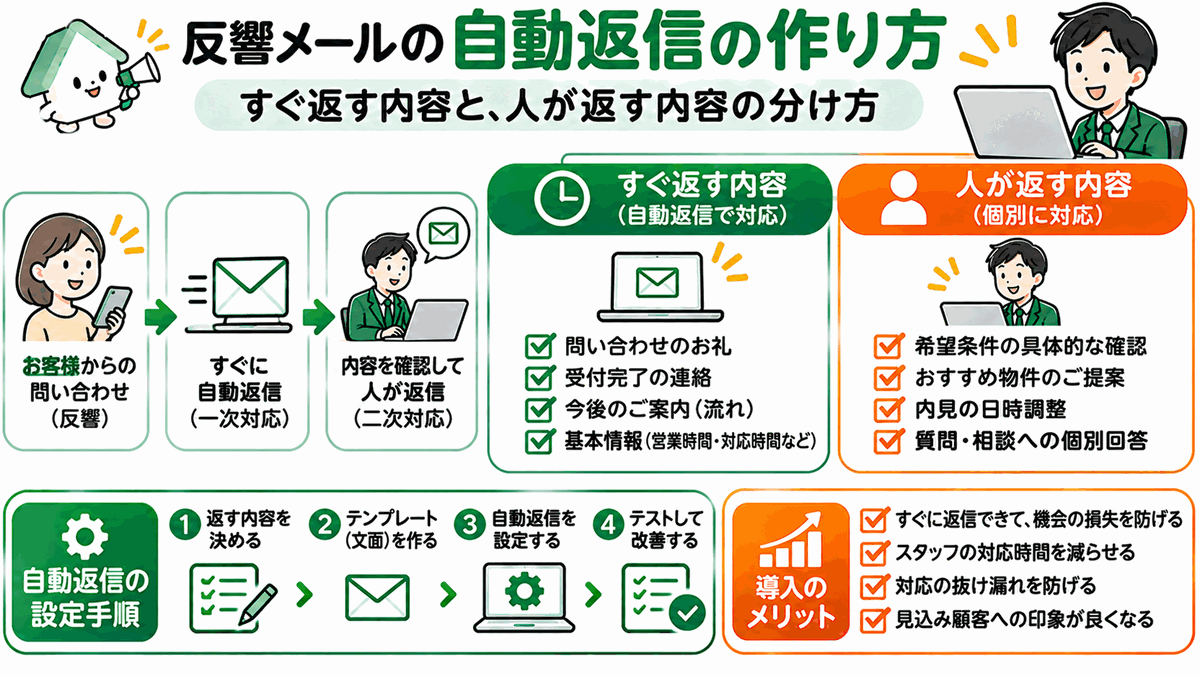 反響メールの自動返信の作り方
すぐ返す内容と、人が返す内容の分け方
お客様からの
問い合わせ
(反響)
すぐに
自動返信
(一次対応)
内容を確認して
人が返信
(二次対応)
すぐ返す内容
(自動返信で対応)
問い合わせのお礼
受付完了の連絡
今後のご案内(流れ)
基本情報(営業時間・対応時間など)
人が返す内容
(個別に対応)
希望条件の具体的な確認
おすすめ物件のご提案
内見の日時調整
質問・相談への個別回答
自動返信の
設定手順
1 返す内容を
決める
2 テンプレート
(文面)を作る
3 自動返信を
設定する
4 テストして
改善する
導入の
メリット
すぐに返信できて、機会の損失を防げる
スタッフの対応時間を減らせる
対応の抜け漏れを防げる
見込み顧客への印象が良くなる